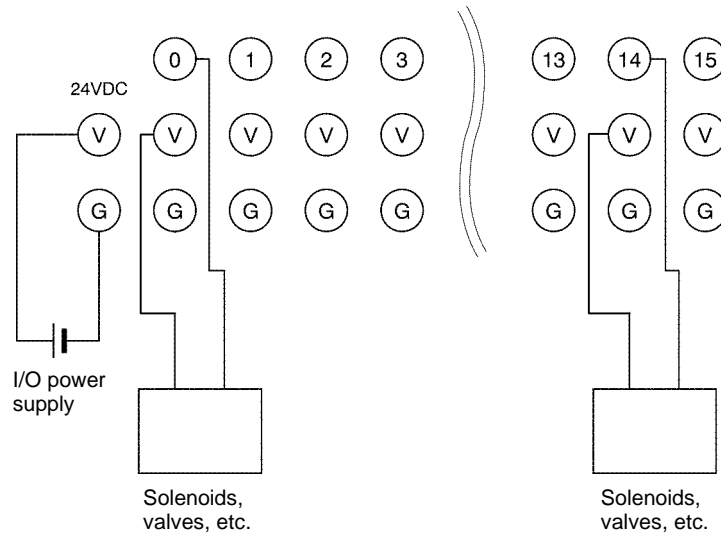 0 1 2 3 13 14 15
24VDC
V V V V V V V V
G G G G G G G G
I/O power
supply
Solenoids,
valves, etc.
Solenoids,
valves, etc.